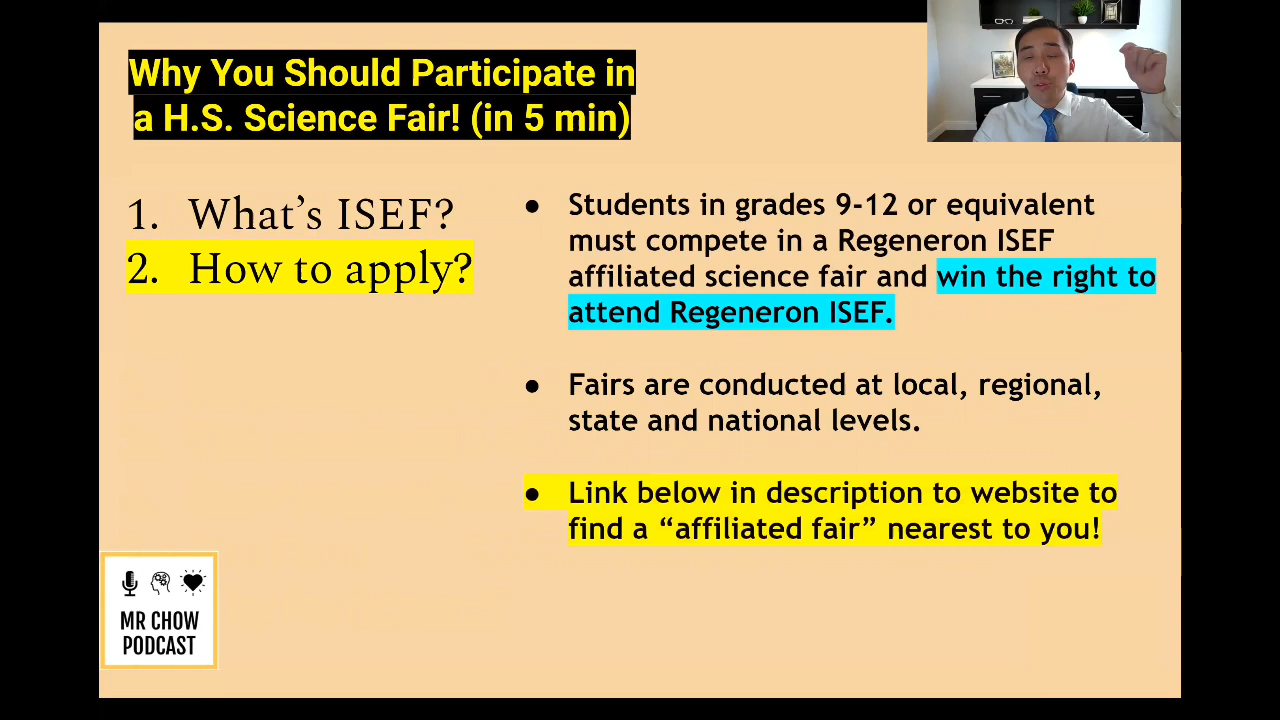 Why You Should Participate in
a H.S. Science Fair! (in 5 min)
1. What’s ISEF?
2. How to apply?
● Students in grades 9-12 or equivalent
must compete in a Regeneron ISEF
affiliated science fair and win the right to
attend Regeneron ISEF.
● Fairs are conducted at local, regional,
state and national levels.
● Link below in description to website to
find a “affiliated fair” nearest to you!
MR CHOW
PODCAST